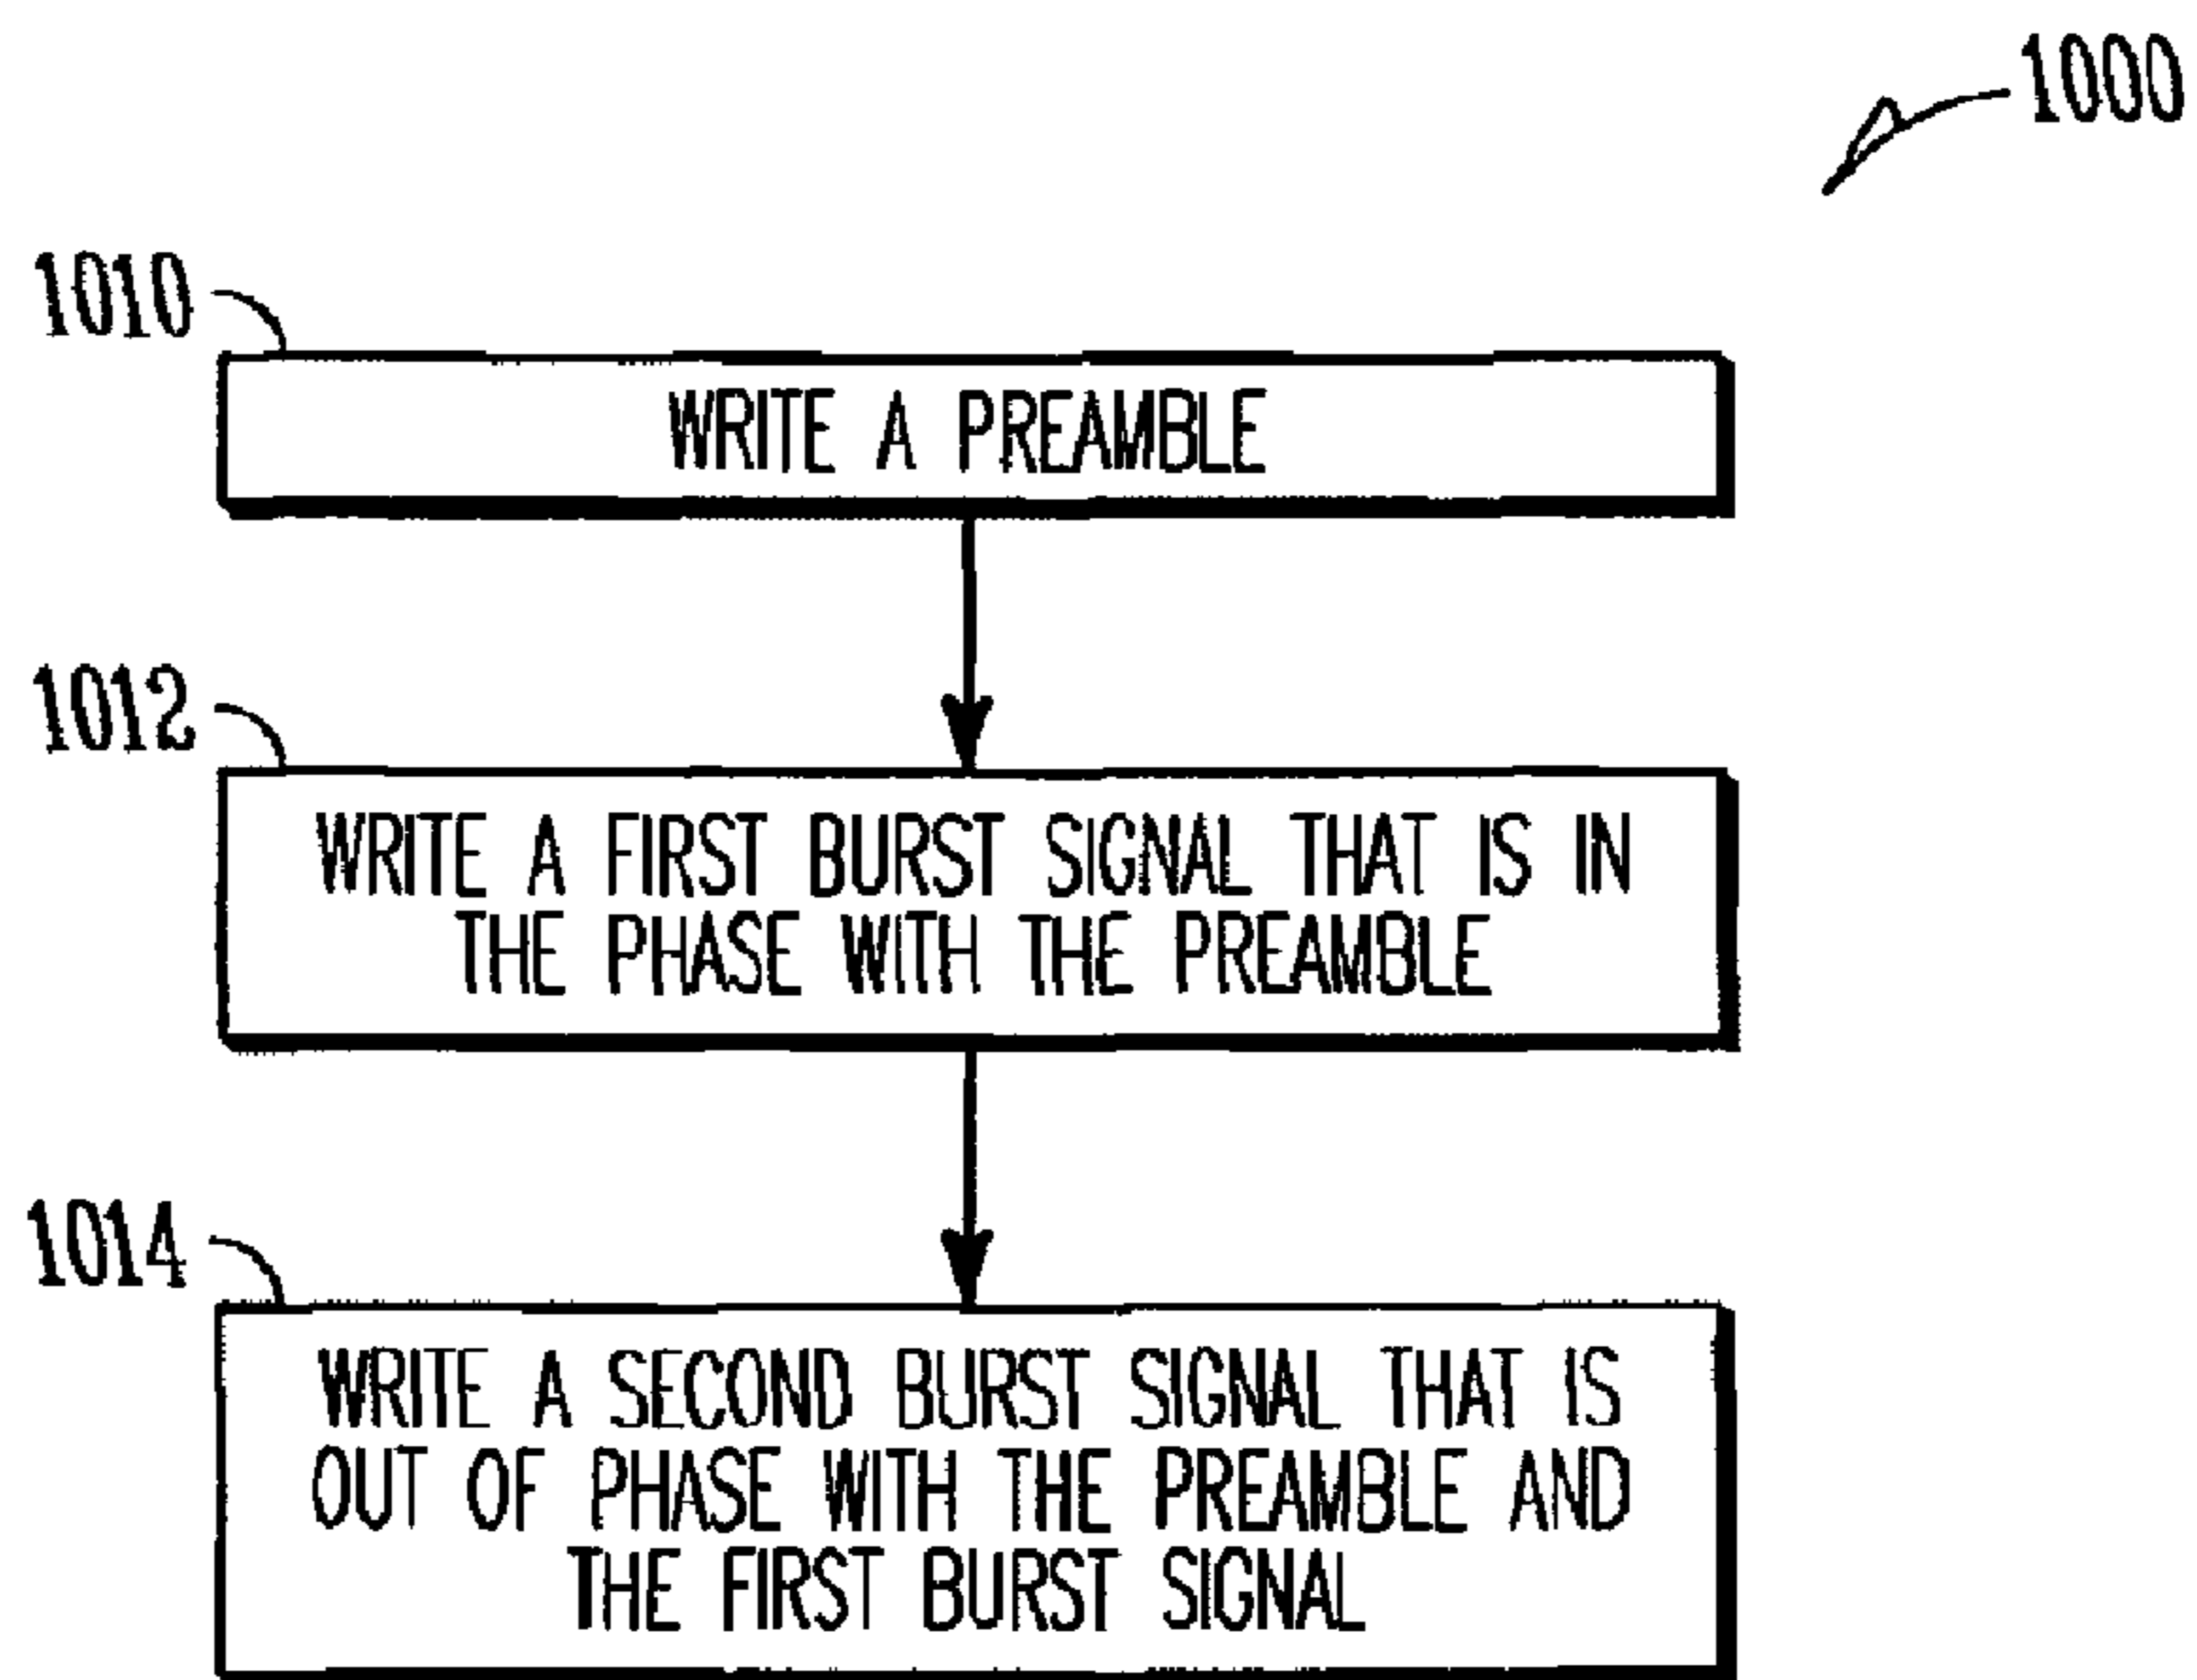 1000
1010
WRITE A PREAMBLE
1012
WRITE A FIRST BURST SIGNAL THAT IS IN
THE PHASE WITH THE PREAMBLE
1014
WRITE A SECOND BURST SIGNAL THAT IS
OUT OF PHASE WITH THE PREAMBLE AND
THE FIRST BURST SIGNAL